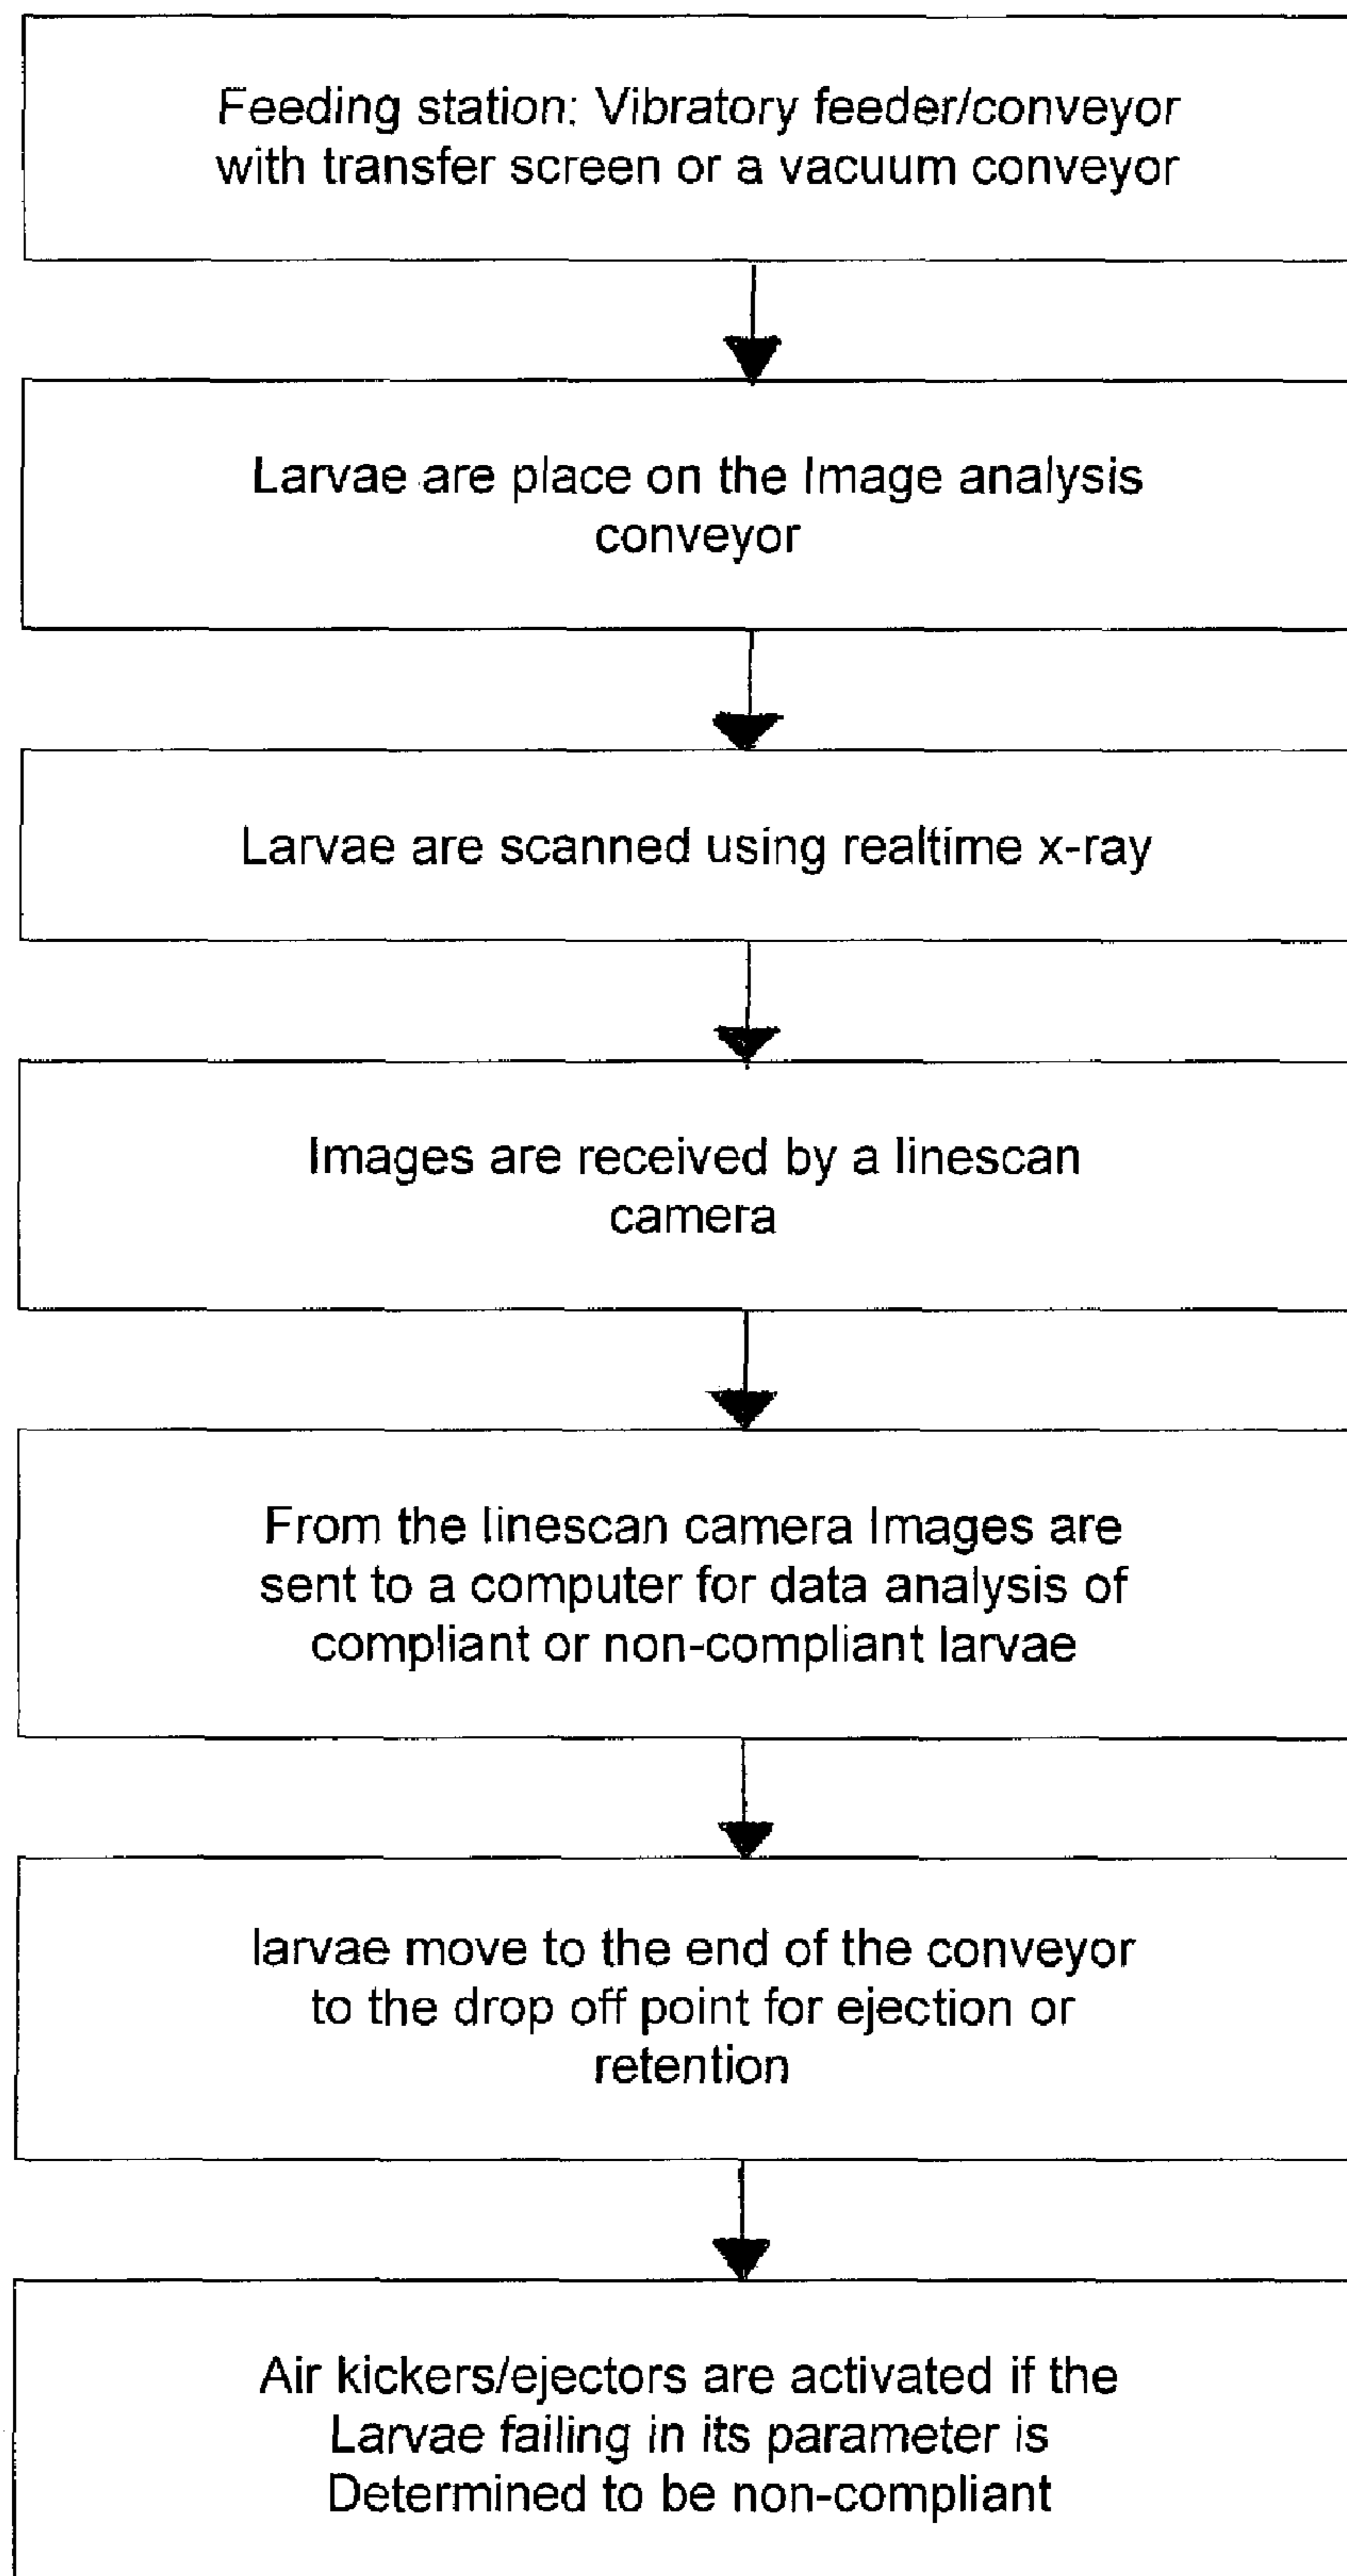 Feeding station: Vibratory feeder/conveyor
with transfer screen or a vacuum conveyor
Larvae are place on the Image analysis
conveyor
Larvae are scanned using realtime x-ray
Images are received by a linescan
camera
From the linescan camera Images are
sent to a computer for data analysis of
compliant or non-compliant larvae
larvae move to the end of the conveyor
to the drop off point for ejection or
retention
Air kickers/ejectors are activated if the
Larvae failing in its parameter is
Determined to be non-compliant